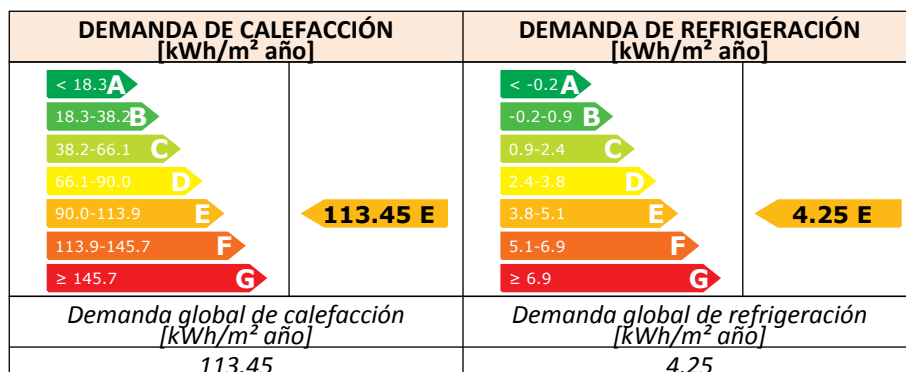 DEMANDA DE CALEFACCIÓN
[kWh/m² año]
DEMANDA DE REFRIGERACIÓN
[kWh/m² año]
< 18.3 A
18.3-38.2 B
38.2-66.1 C
66.1-90.0 D
90.0-113.9 E
113.9-145.7 F
≥ 145.7 G
113.45 E
< -0.2 A
-0.2-0.9 B
0.9-2.4 C
2.4-3.8 D
3.8-5.1 E
5.1-6.9 F
≥ 6.9 G
4.25 E
Demanda global de calefacción
[kWh/m² año]
Demanda global de refrigeración
[kWh/m² año]
113.45
4.25